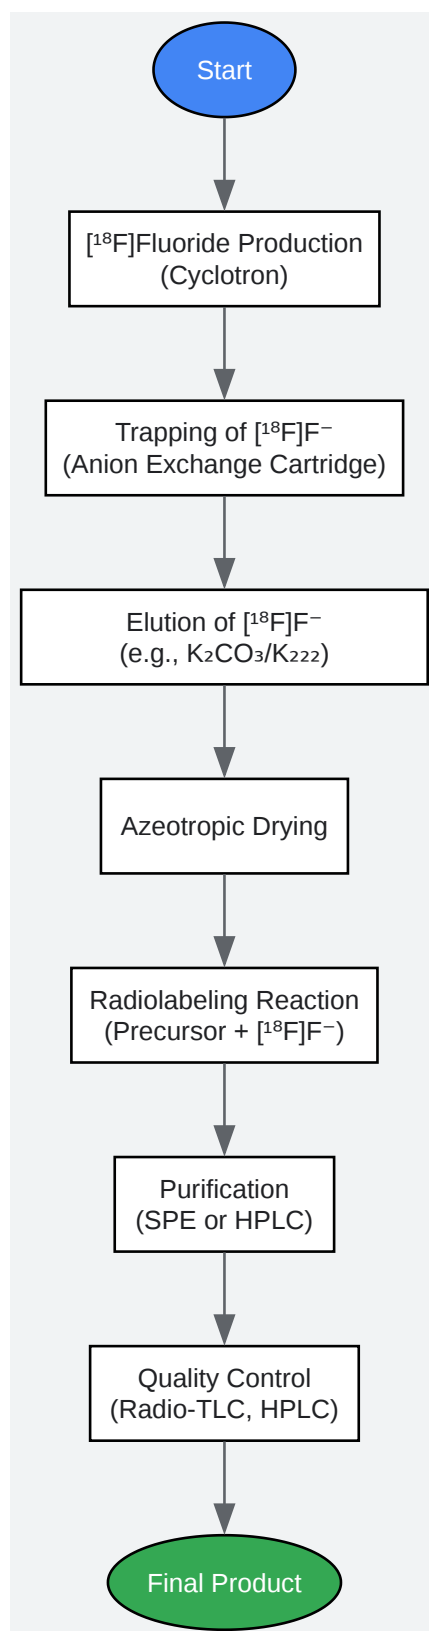 Start
[¹⁸F]Fluoride Production
(Cyclotron)
Trapping of [¹⁸F]F⁻
(Anion Exchange Cartridge)
Elution of [¹⁸F]F⁻
(e.g., K₂CO₃/K₂₂₂)
Azeotropic Drying
Radiolabeling Reaction
(Precursor + [¹⁸F]F⁻)
Purification
(SPE or HPLC)
Quality Control
(Radio-TLC, HPLC)
Final Product